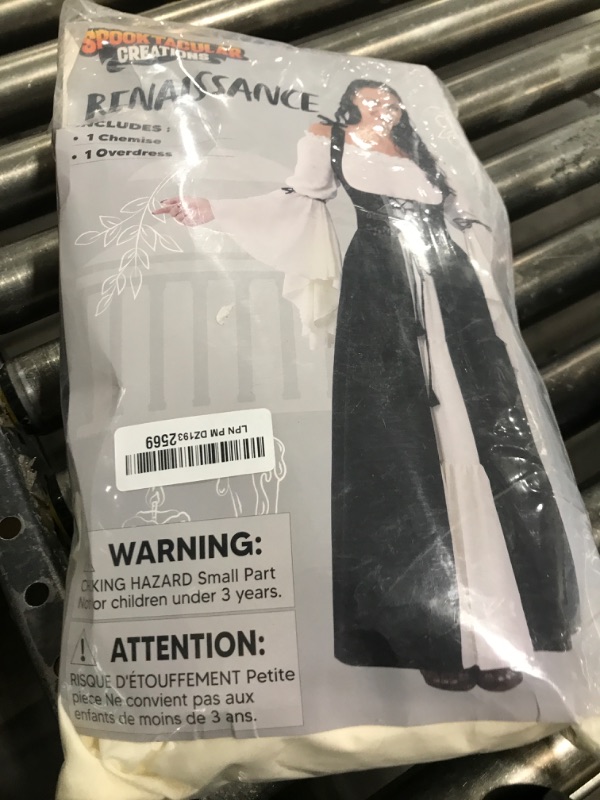 SPOOKTACULAR
CREATIONS
RENAISSANCE
INCLUDES :
• 1 Chemise
• 1 Overdress
LPN PM DZ1932569
WARNING:
CHOKING HAZARD Small Part
Not for children under 3 years.
! ATTENTION:
RISQUE D'ÉTOUFFEMENT Petite
pièce Ne convient pas aux
enfants de moins de 3 ans.